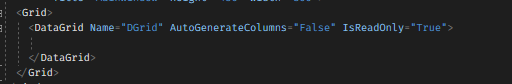 <Grid>
<DataGrid Name="DGrid" AutoGenerateColumns="False" IsReadOnly="True">
</DataGrid>
</Grid>